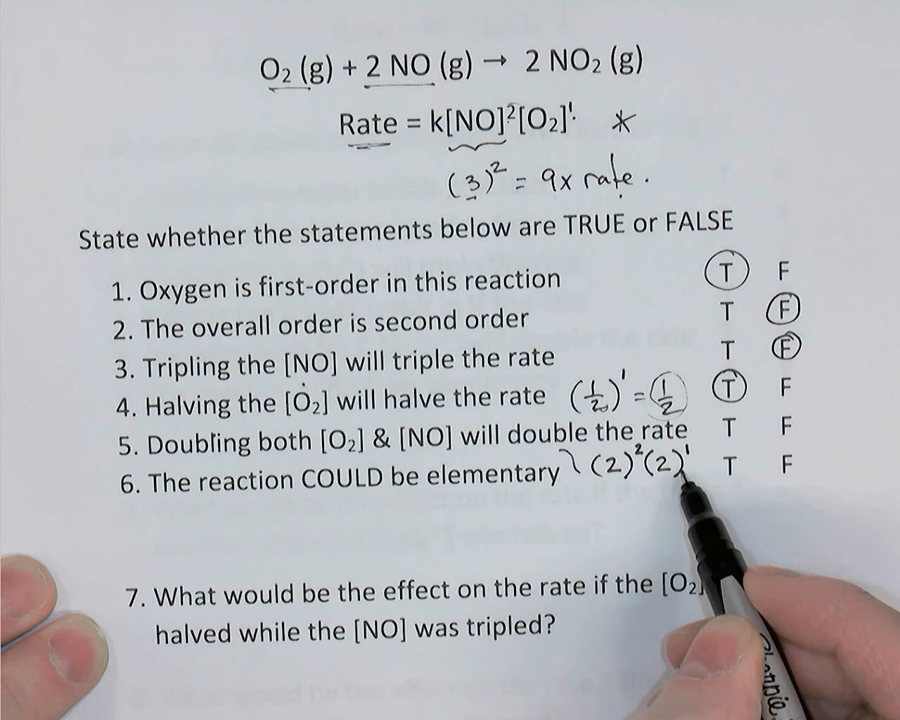 O₂ (g) + 2 NO (g) → 2 NO₂ (g)
Rate = k[NO]²[O₂]¹· *
(3)² = 9x rate.
State whether the statements below are TRUE or FALSE
1. Oxygen is first-order in this reaction T F
2. The overall order is second order T F
3. Tripling the [NO] will triple the rate T F
4. Halving the [O₂] will halve the rate (1/2)¹ = 1/2 T F
5. Doubling both [O₂] & [NO] will double the rate T F
6. The reaction COULD be elementary (2)²(2)¹ T F
7. What would be the effect on the rate if the [O₂]
halved while the [NO] was tripled?
Sharpie